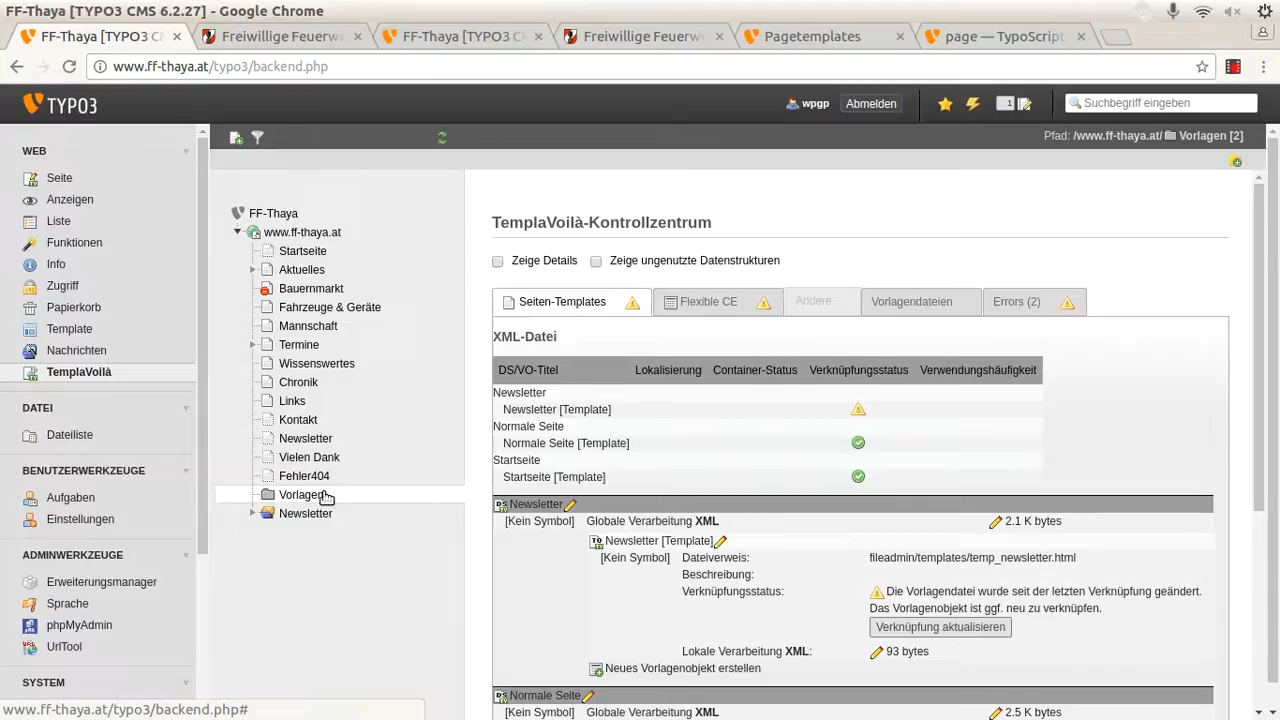 FF-Thaya [TYPO3 CMS 6.2.27] - Google Chrome
FF-Thaya [TYPO3 C
Freiwillige Feuerw
FF-Thaya [TYPO3 C
Freiwillige Feuerw
Pagetemplates
page — TypoScript
www.ff-thaya.at/typo3/backend.php
TYPO3
wpgp
Abmelden
1
Suchbegriff eingeben
WEB
Seite
Anzeigen
Liste
Funktionen
Info
Zugriff
Papierkorb
Template
Nachrichten
TemplaVoilà
DATEI
Dateiliste
BENUTZERWERKZEUGE
Aufgaben
Einstellungen
ADMINWERKZEUGE
Erweiterungsmanager
Sprache
phpMyAdmin
UrlTool
SYSTEM
www.ff-thaya.at/typo3/backend.php#
FF-Thaya
www.ff-thaya.at
Startseite
Aktuelles
Bauernmarkt
Fahrzeuge & Geräte
Mannschaft
Termine
Wissenswertes
Chronik
Links
Kontakt
Newsletter
Vielen Dank
Fehler404
Vorlagen
Newsletter
Pfad: /www.ff-thaya.at/ Vorlagen [2]
TemplaVoilà-Kontrollzentrum
Zeige Details Zeige ungenutzte Datenstrukturen
Seiten-Templates Flexible CE Andere Vorlagendateien Errors (2)
XML-Datei
DS/VO-Titel Lokalisierung Container-Status Verknüpfungsstatus Verwendungshäufigkeit
Newsletter
Newsletter [Template]
Normale Seite
Normale Seite [Template]
Startseite
Startseite [Template]
DS Newsletter
[Kein Symbol] Globale Verarbeitung XML 2.1 K bytes
TO Newsletter [Template]
[Kein Symbol] Dateiverweis: fileadmin/templates/temp_newsletter.html
Beschreibung:
Verknüpfungsstatus: Die Vorlagendatei wurde seit der letzten Verknüpfung geändert.
Das Vorlagenobjekt ist ggf. neu zu verknüpfen.
Verknüpfung aktualisieren
Lokale Verarbeitung XML: 93 bytes
Neues Vorlagenobjekt erstellen
DS Normale Seite
[Kein Symbol] Globale Verarbeitung XML 2.5 K bytes